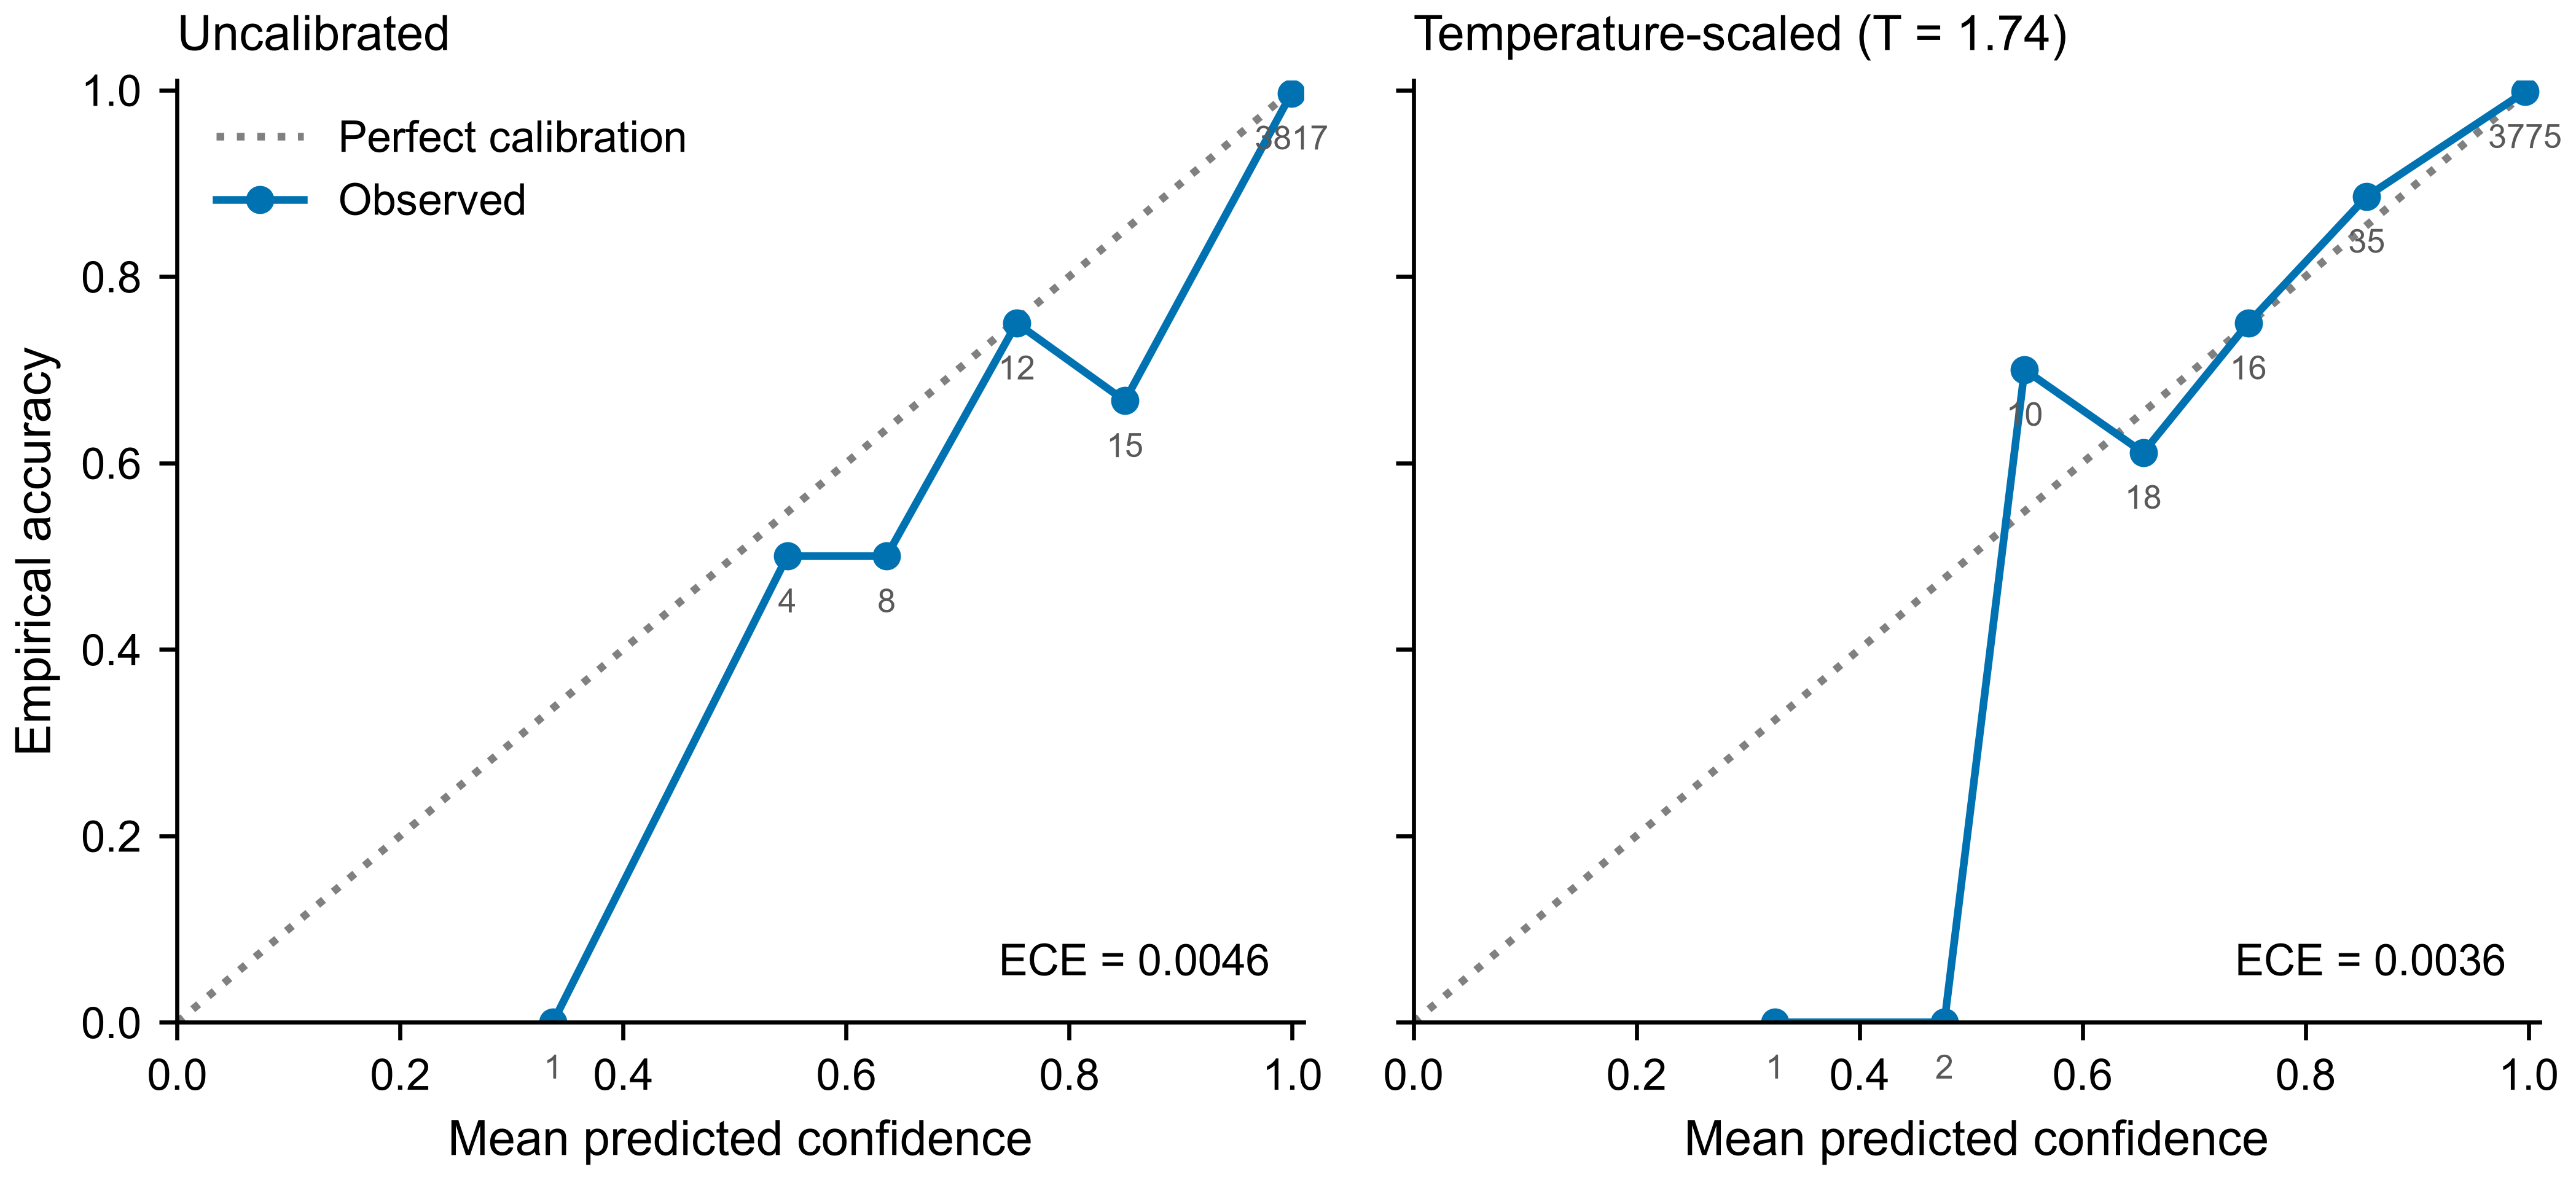 Uncalibrated
Perfect calibration
Observed
Empirical accuracy
1.0
0.8
0.6
0.4
0.2
0.0
3817
12
15
4
8
1
ECE = 0.0046
0.0 0.2 0.4 0.6 0.8 1.0
Mean predicted confidence
Temperature-scaled (T = 1.74)
3775
35
16
10
18
1
2
ECE = 0.0036
0.0 0.2 0.4 0.6 0.8 1.0
Mean predicted confidence